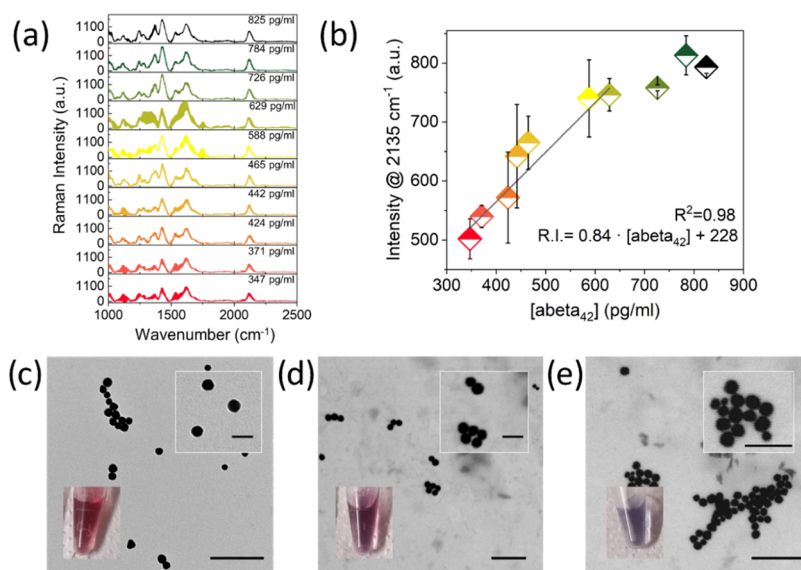 (a)
Raman Intensity (a.u.)
1100
0
825 pg/ml
1100
0
784 pg/ml
1100
0
726 pg/ml
1100
0
629 pg/ml
1100
0
588 pg/ml
1100
0
465 pg/ml
1100
0
442 pg/ml
1100
0
424 pg/ml
1100
0
371 pg/ml
1100
0
347 pg/ml
1000 1500 2000 2500
Wavenumber (cm⁻¹)
(b)
Intensity @ 2135 cm⁻¹ (a.u.)
800
750
700
650
600
550
500
R²=0.98
R.I.= 0.84 · [abeta₄₂] + 228
300 400 500 600 700 800 900
[abeta₄₂] (pg/ml)
(c)
(d)
(e)